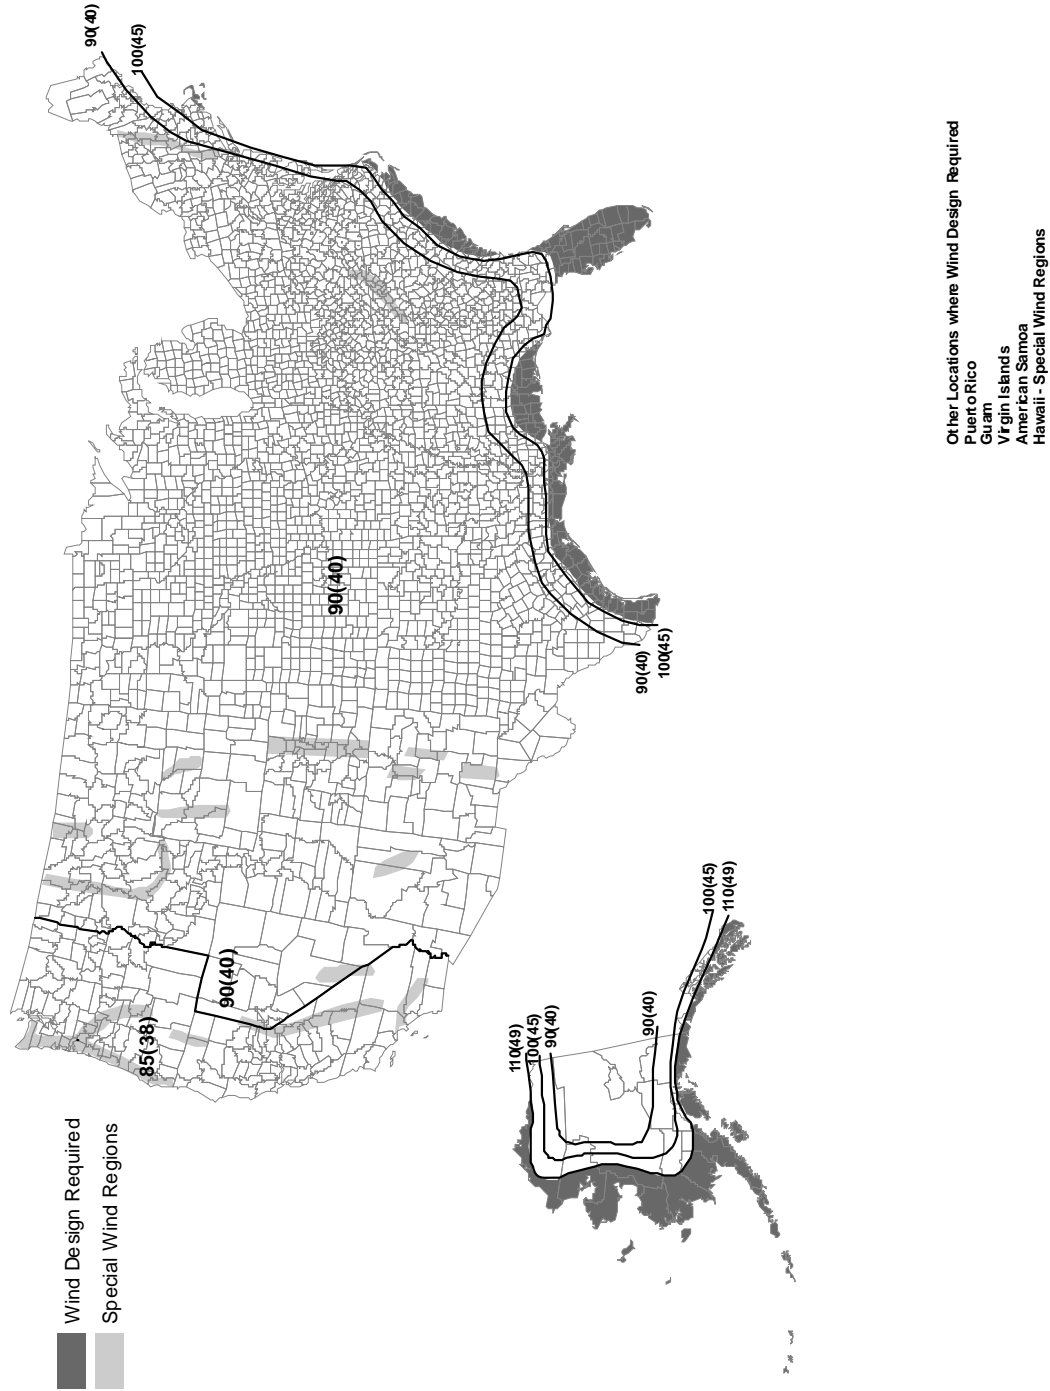 90(40)
100(45)
90(40)
90(40)
100(45)
90(40)
85(38)
110(49)
100(45)
90(40)
90(40)
100(45)
110(49)
Wind Design Required
Special Wind Regions
Other Locations where Wind Design Required
Puerto Rico
Guam
Virgin Islands
American Samoa
Hawaii - Special Wind Regions